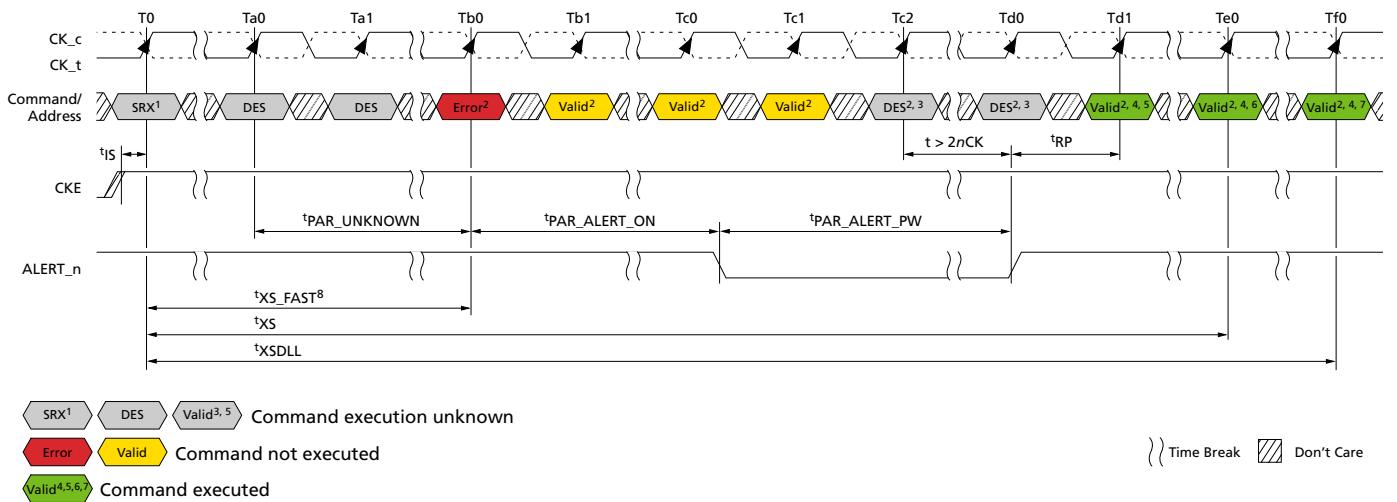 T0 Ta0 Ta1 Tb0 Tb1 Tc0 Tc1 Tc2 Td0 Td1 Te0 Tf0
CK_c
CK_t
Command/
Address
SRX¹ DES DES Error² Valid² Valid² Valid² DES²,³ DES²,³ Valid²,⁴,⁵ Valid²,⁴,⁶ Valid²,⁴,⁷
tIS
t > 2nCK
tRP
CKE
tPAR_UNKNOWN tPAR_ALERT_ON tPAR_ALERT_PW
ALERT_n
tXS_FAST⁸
tXS
tXSDLL
SRX¹ DES Valid³,⁵ Command execution unknown
Error Valid Command not executed
Time Break Don't Care
Valid⁴,⁵,⁶,⁷ Command executed